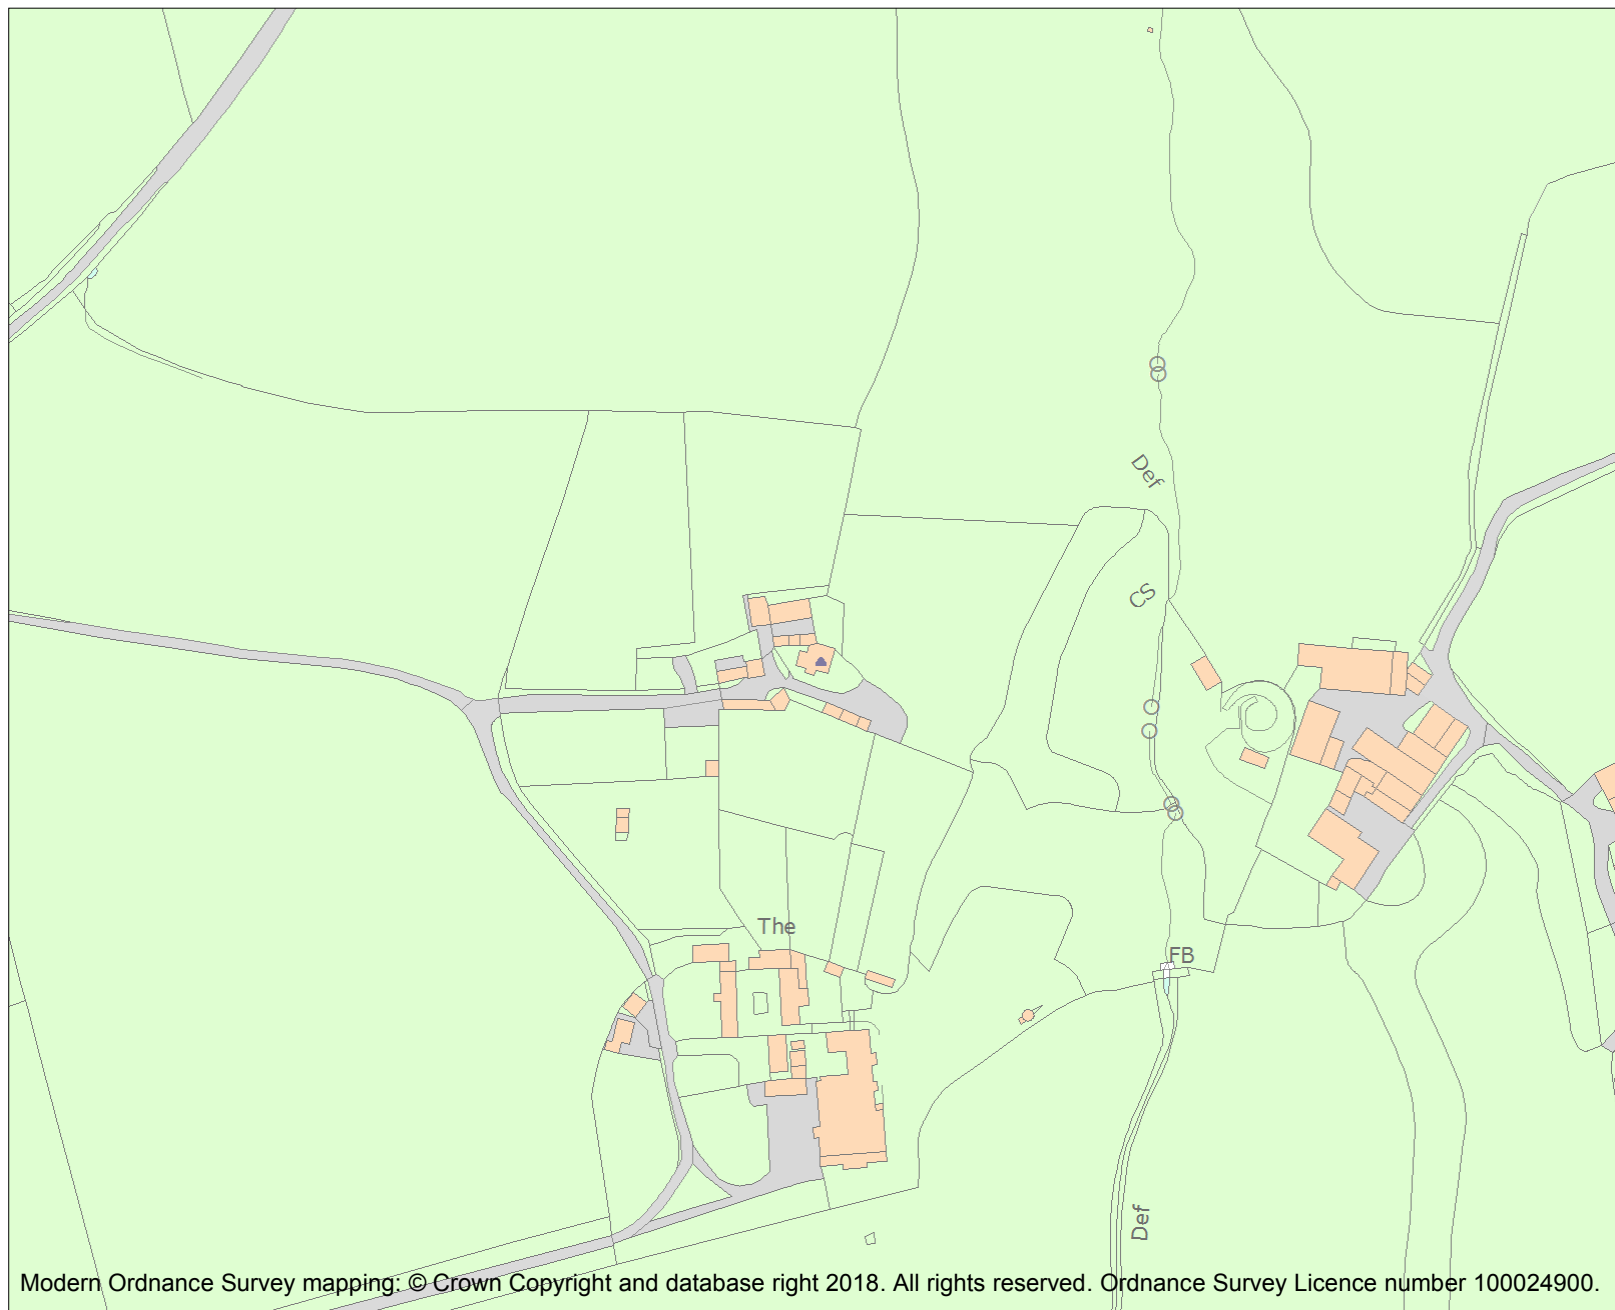 Def
CS
The
FB
Def
Modern Ordnance Survey mapping: © Crown Copyright and database right 2018. All rights reserved. Ordnance Survey Licence number 100024900.